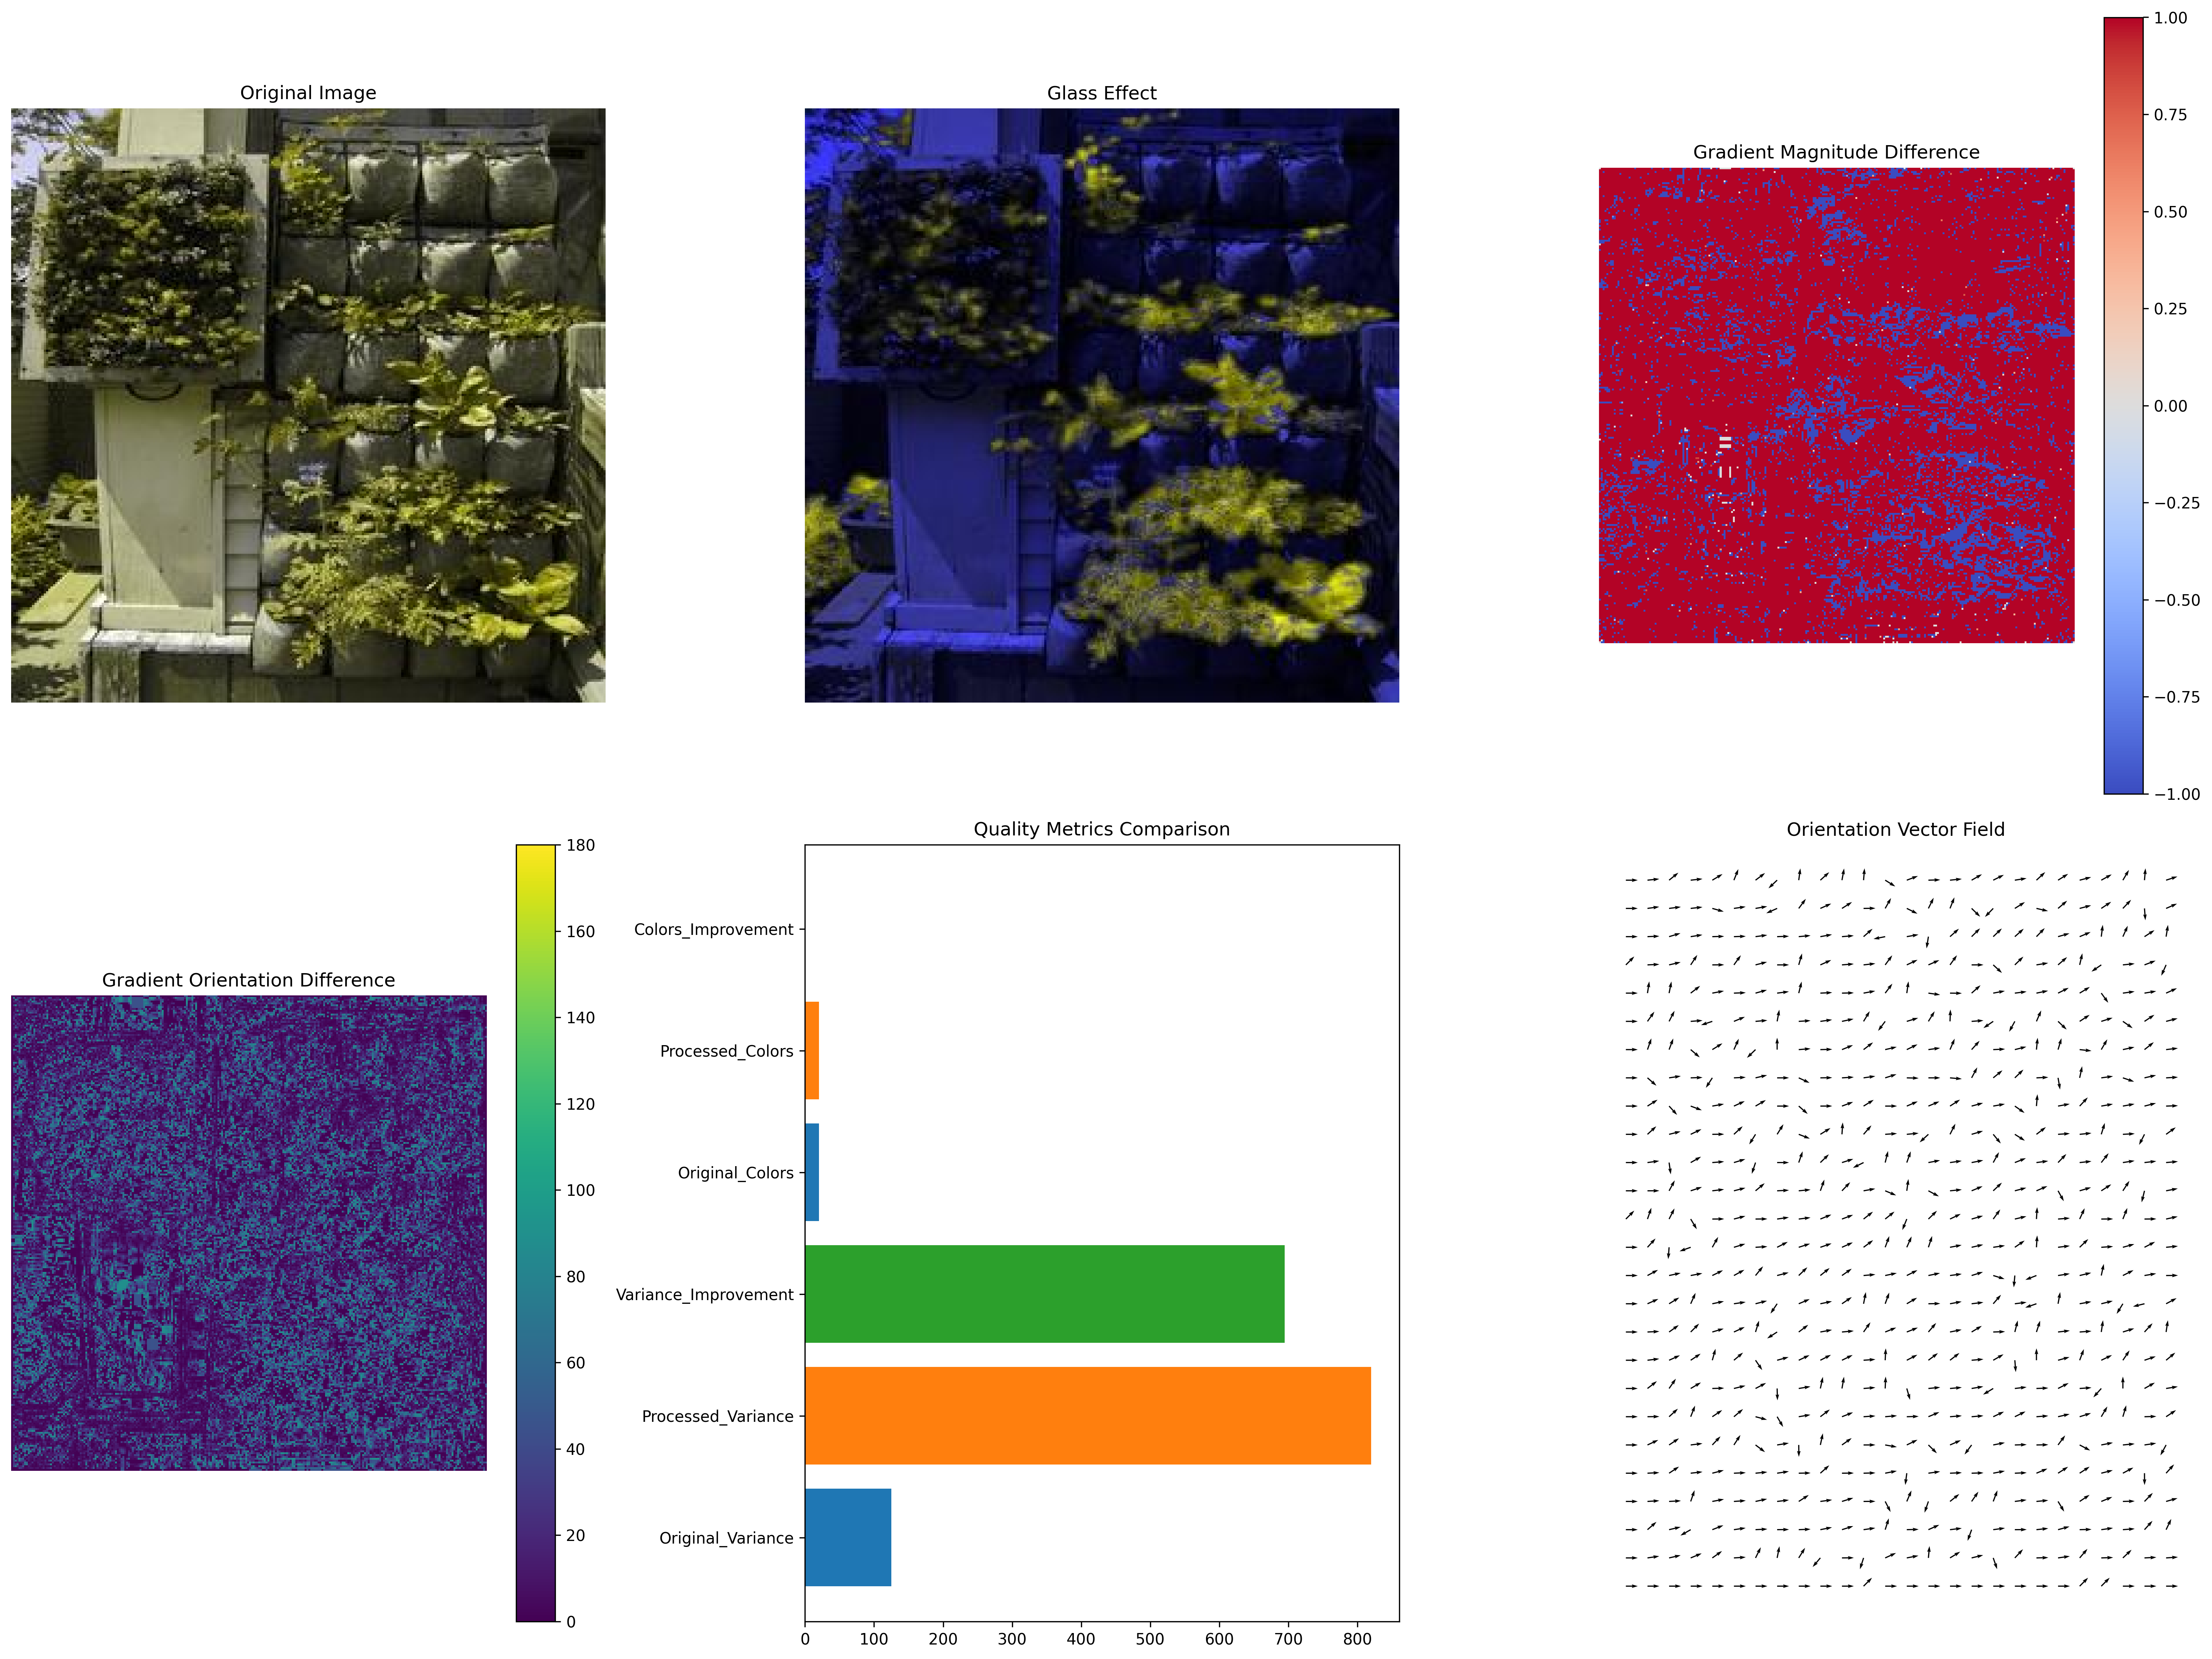 Original Image
Glass Effect
Gradient Magnitude Difference
1.00
0.75
0.50
0.25
0.00
−0.25
−0.50
−0.75
−1.00
Gradient Orientation Difference
180
160
140
120
100
80
60
40
20
0
Quality Metrics Comparison
Colors_Improvement
Processed_Colors
Original_Colors
Variance_Improvement
Processed_Variance
Original_Variance
0 100 200 300 400 500 600 700 800
Orientation Vector Field